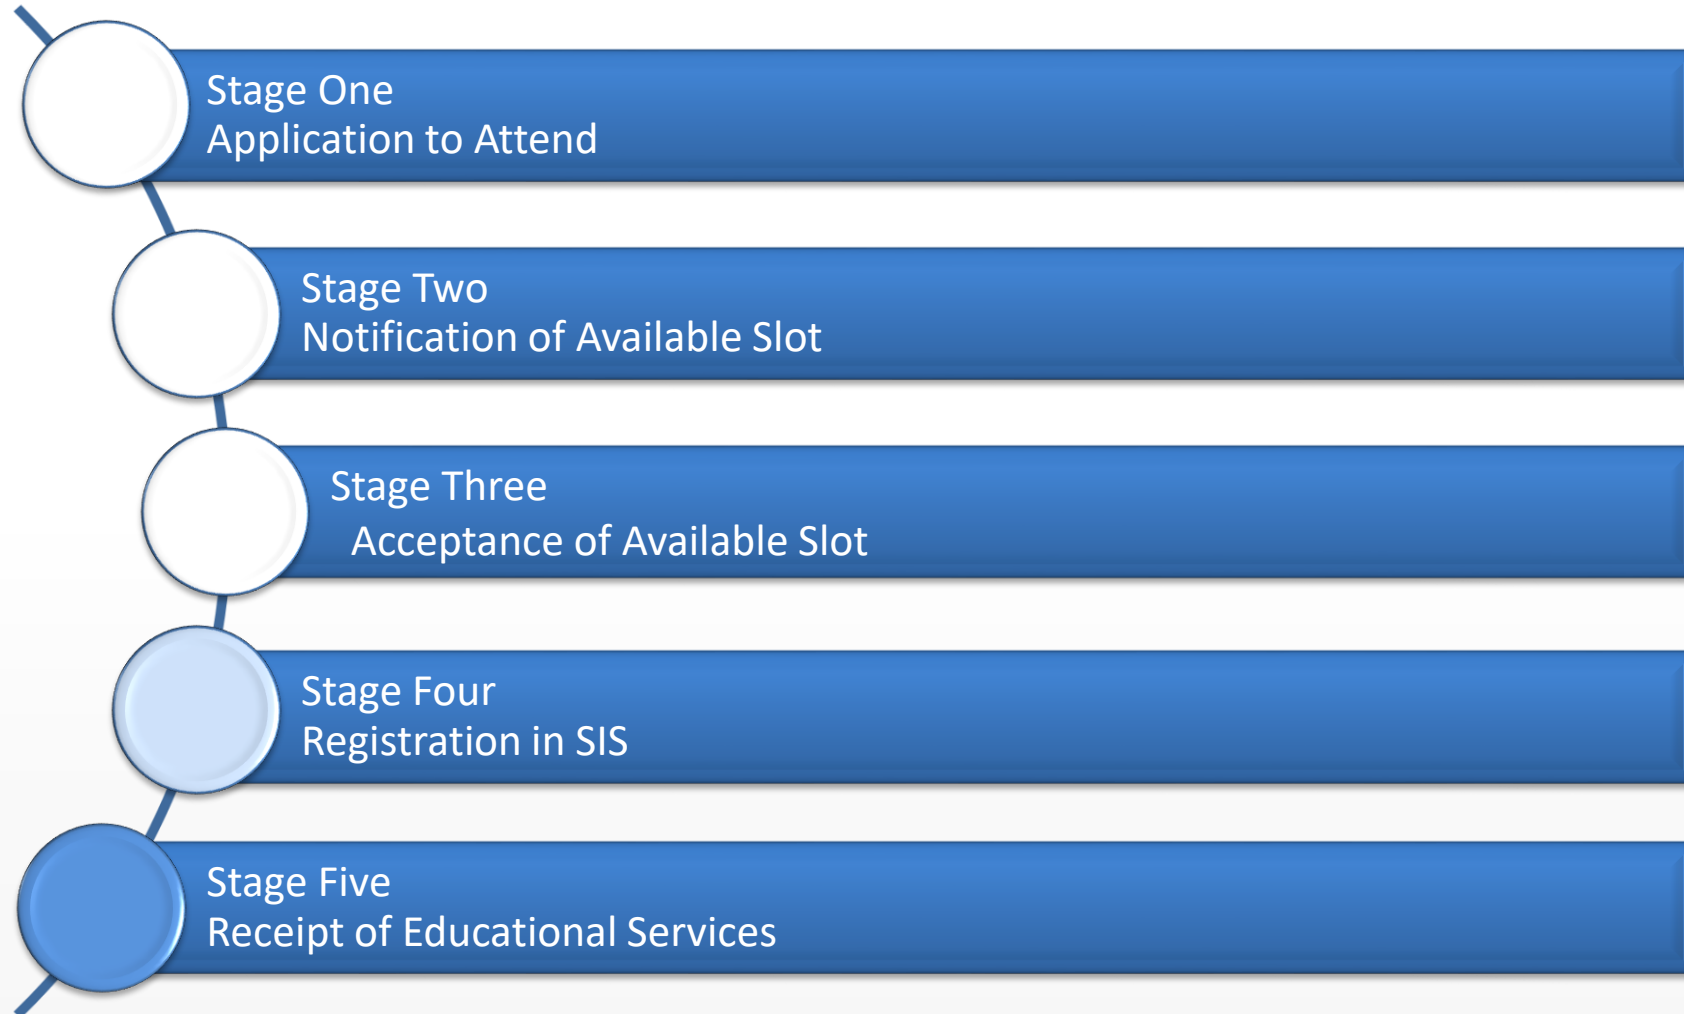 Stage One
Application to Attend
Stage Two
Notification of Available Slot
Stage Three
Acceptance of Available Slot
Stage Four
Registration in SIS
Stage Five
Receipt of Educational Services